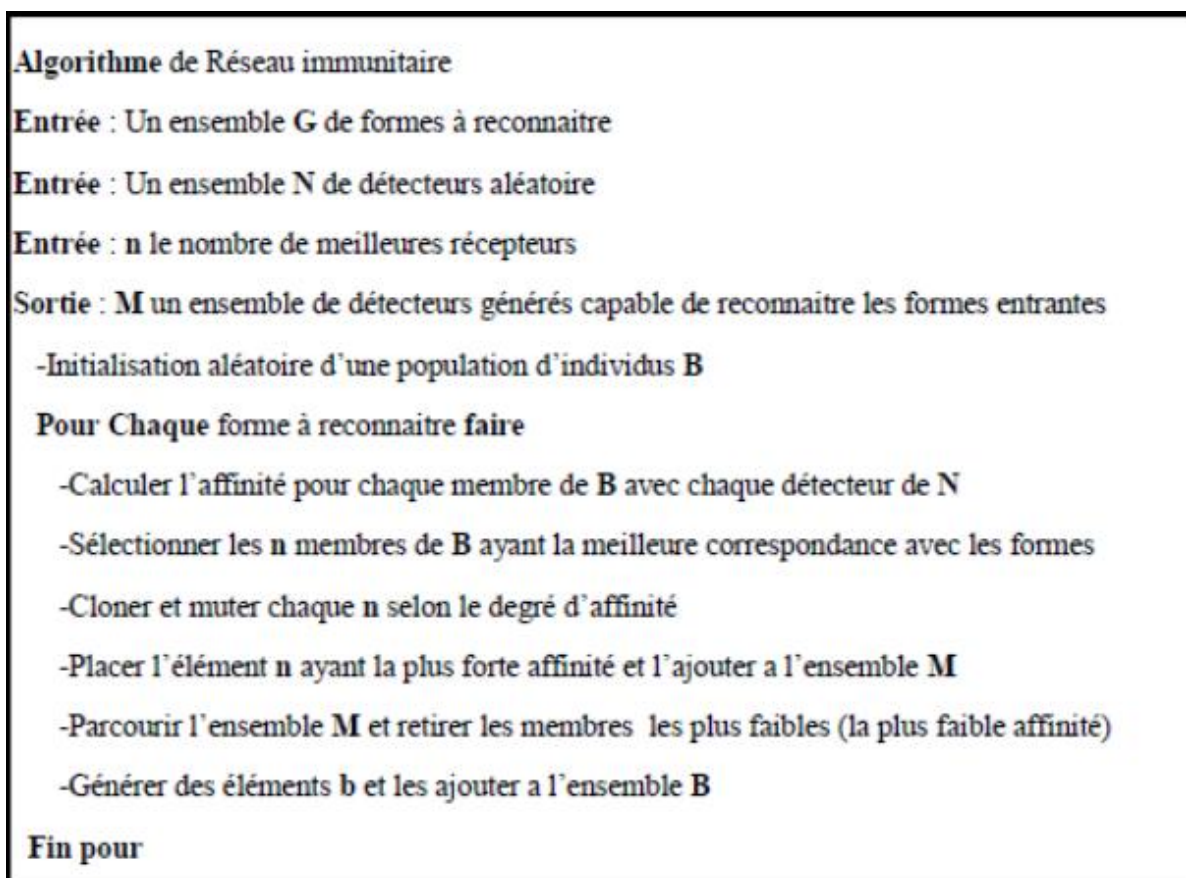 Algorithme de Réseau immunitaire
Entrée : Un ensemble G de formes à reconnaitre
Entrée : Un ensemble N de détecteurs aléatoire
Entrée : n le nombre de meilleures récepteurs
Sortie : M un ensemble de détecteurs générés capable de reconnaitre les formes entrantes
-Initialisation aléatoire d'une population d'individus B
Pour Chaque forme à reconnaitre faire
-Calculer l'affinité pour chaque membre de B avec chaque détecteur de N
-Sélectionner les n membres de B ayant la meilleure correspondance avec les formes
-Cloner et muter chaque n selon le degré d'affinité
-Placer l'élément n ayant la plus forte affinité et l'ajouter a l'ensemble M
-Parcourir l'ensemble M et retirer les membres les plus faibles (la plus faible affinité)
-Générer des éléments b et les ajouter a l'ensemble B
Fin pour